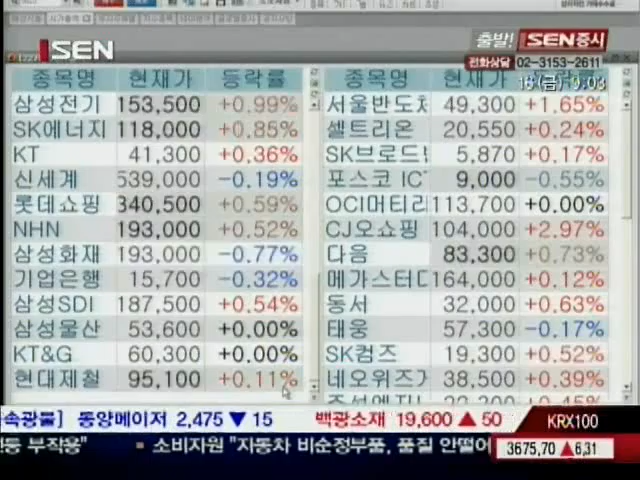 SEN
출발! SEN증시
전화상담 02-3153-2611
9:03
종목명 현재가 등락률
삼성전기 153,500 +0.99%
SK에너지 118,000 +0.85%
KT 41,300 +0.36%
신세계 539,000 -0.19%
롯데쇼핑 340,500 +0.59%
NHN 193,000 +0.52%
삼성화재 193,000 -0.77%
기업은행 15,700 -0.32%
삼성SDI 187,500 +0.54%
삼성물산 53,600 +0.00%
KT&G 60,300 +0.00%
현대제철 95,100 +0.11%
종목명 현재가
서울반도체 49,300 +1.65%
셀트리온 20,550 +0.24%
SK브로드 5,870 +0.17%
포스코 IC 9,000 -0.55%
OCI머티리 113,700 +0.00%
CJ오쇼핑 104,000 +2.97%
다음 83,300 +0.73%
메가스터디 164,000 +0.12%
동서 32,000 +0.63%
태웅 57,300 -0.17%
SK컴즈 19,300 +0.52%
네오위즈 38,500 +0.39%
속광물] 동양메이저 2,475 ▼ 15 백광소재 19,600 ▲ 50 KRX100
전등 부작용" ▪ 소비자원 "자동차 비순정부품, 품질 안떨어 3675,70 ▲6,31